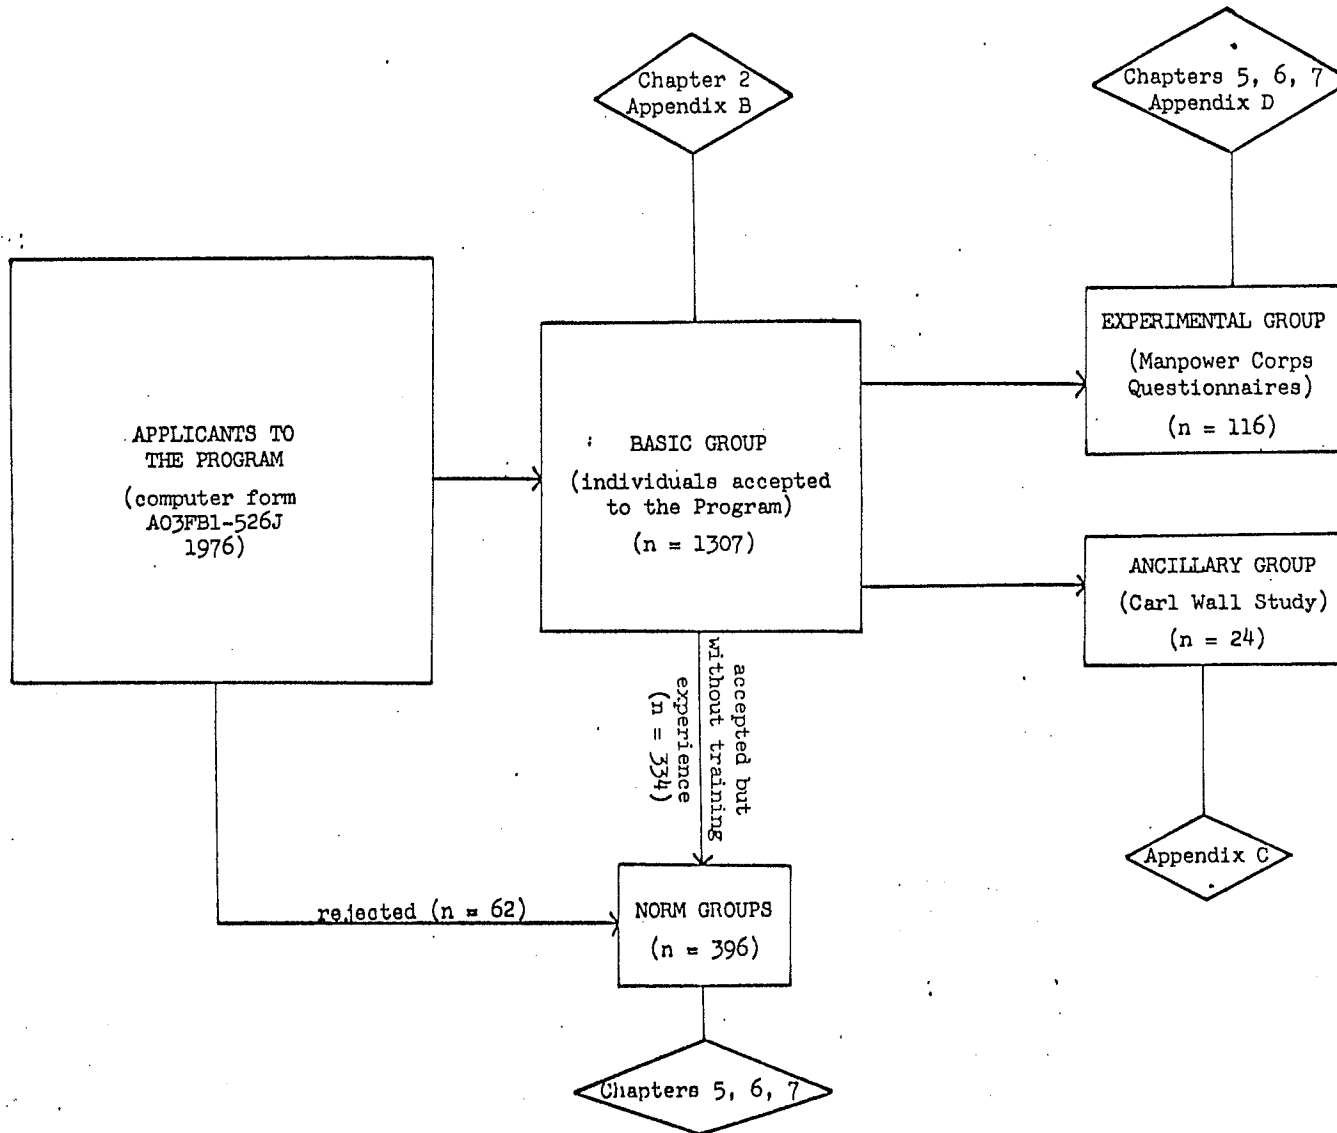 Chapter 2
Appendix B
Chapters 5, 6, 7
Appendix D
APPLICANTS TO
THE PROGRAM
(computer form
A03FB1-526J
1976)
BASIC GROUP
(individuals accepted
to the Program)
(n = 1307)
EXPERIMENTAL GROUP
(Manpower Corps
Questionnaires)
(n = 116)
ANCILLARY GROUP
(Carl Wall Study)
(n = 24)
accepted but
without training
experience
(n = 334)
Appendix C
rejected (n = 62)
NORM GROUPS
(n = 396)
Chapters 5, 6, 7